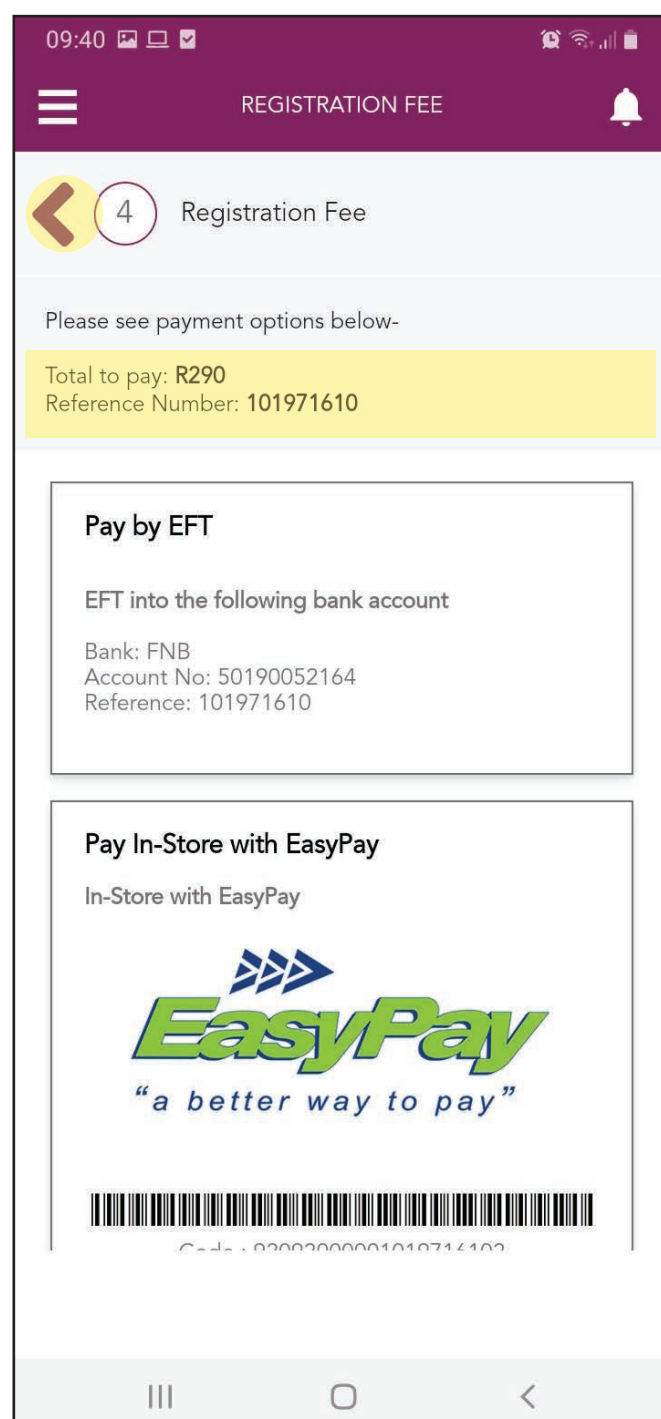 09:40
REGISTRATION FEE
4 Registration Fee
Please see payment options below-
Total to pay: R290
Reference Number: 101971610
Pay by EFT
EFT into the following bank account
Bank: FNB
Account No: 50190052164
Reference: 101971610
Pay In-Store with EasyPay
In-Store with EasyPay
EasyPay
“a better way to pay”
Code :